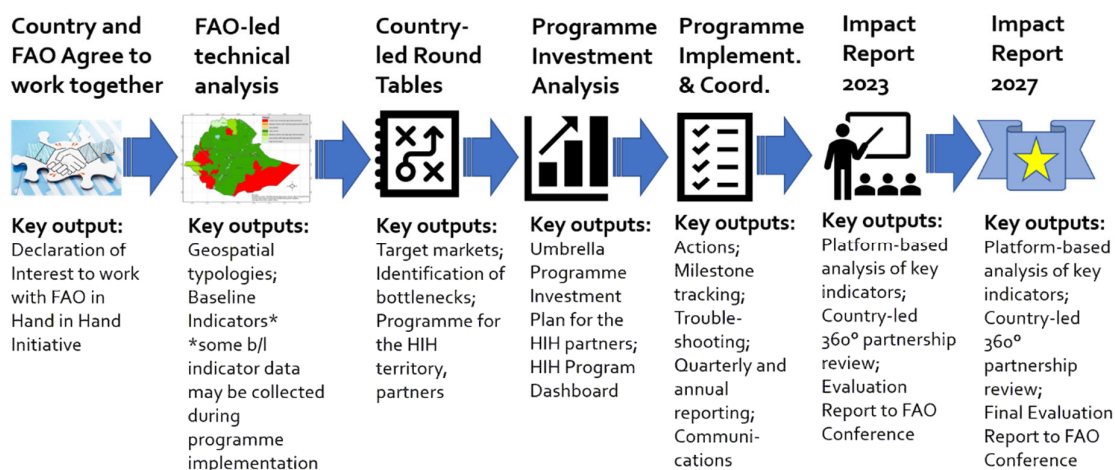 Country and
FAO Agree to
work together
FAO-led
technical
analysis
Country-
led Round
Tables
Programme
Investment
Analysis
Programme
Implement.
& Coord.
Impact
Report
2023
Impact
Report
2027
Key output:
Declaration of
Interest to work
with FAO in
Hand in Hand
Initiative
Key outputs:
Geospatial
typologies;
Baseline
Indicators*
*some b/l
indicator data
may be collected
during
programme
implementation
Key outputs:
Target markets;
Identification of
bottlenecks;
Programme for
the HIH
territory,
partners
Key outputs:
Umbrella
Programme
Investment
Plan for the
HIH partners;
HIH Program
Dashboard
Key outputs:
Actions;
Milestone
tracking;
Trouble-
shooting;
Quarterly and
annual
reporting;
Communi-
cations
Key outputs:
Platform-based
analysis of key
indicators;
Country-led
360° partnership
review;
Evaluation
Report to FAO
Conference
Key outputs:
Platform-based
analysis of key
indicators;
Country-led
360°
partnership
review;
Final Evaluation
Report to FAO
Conference